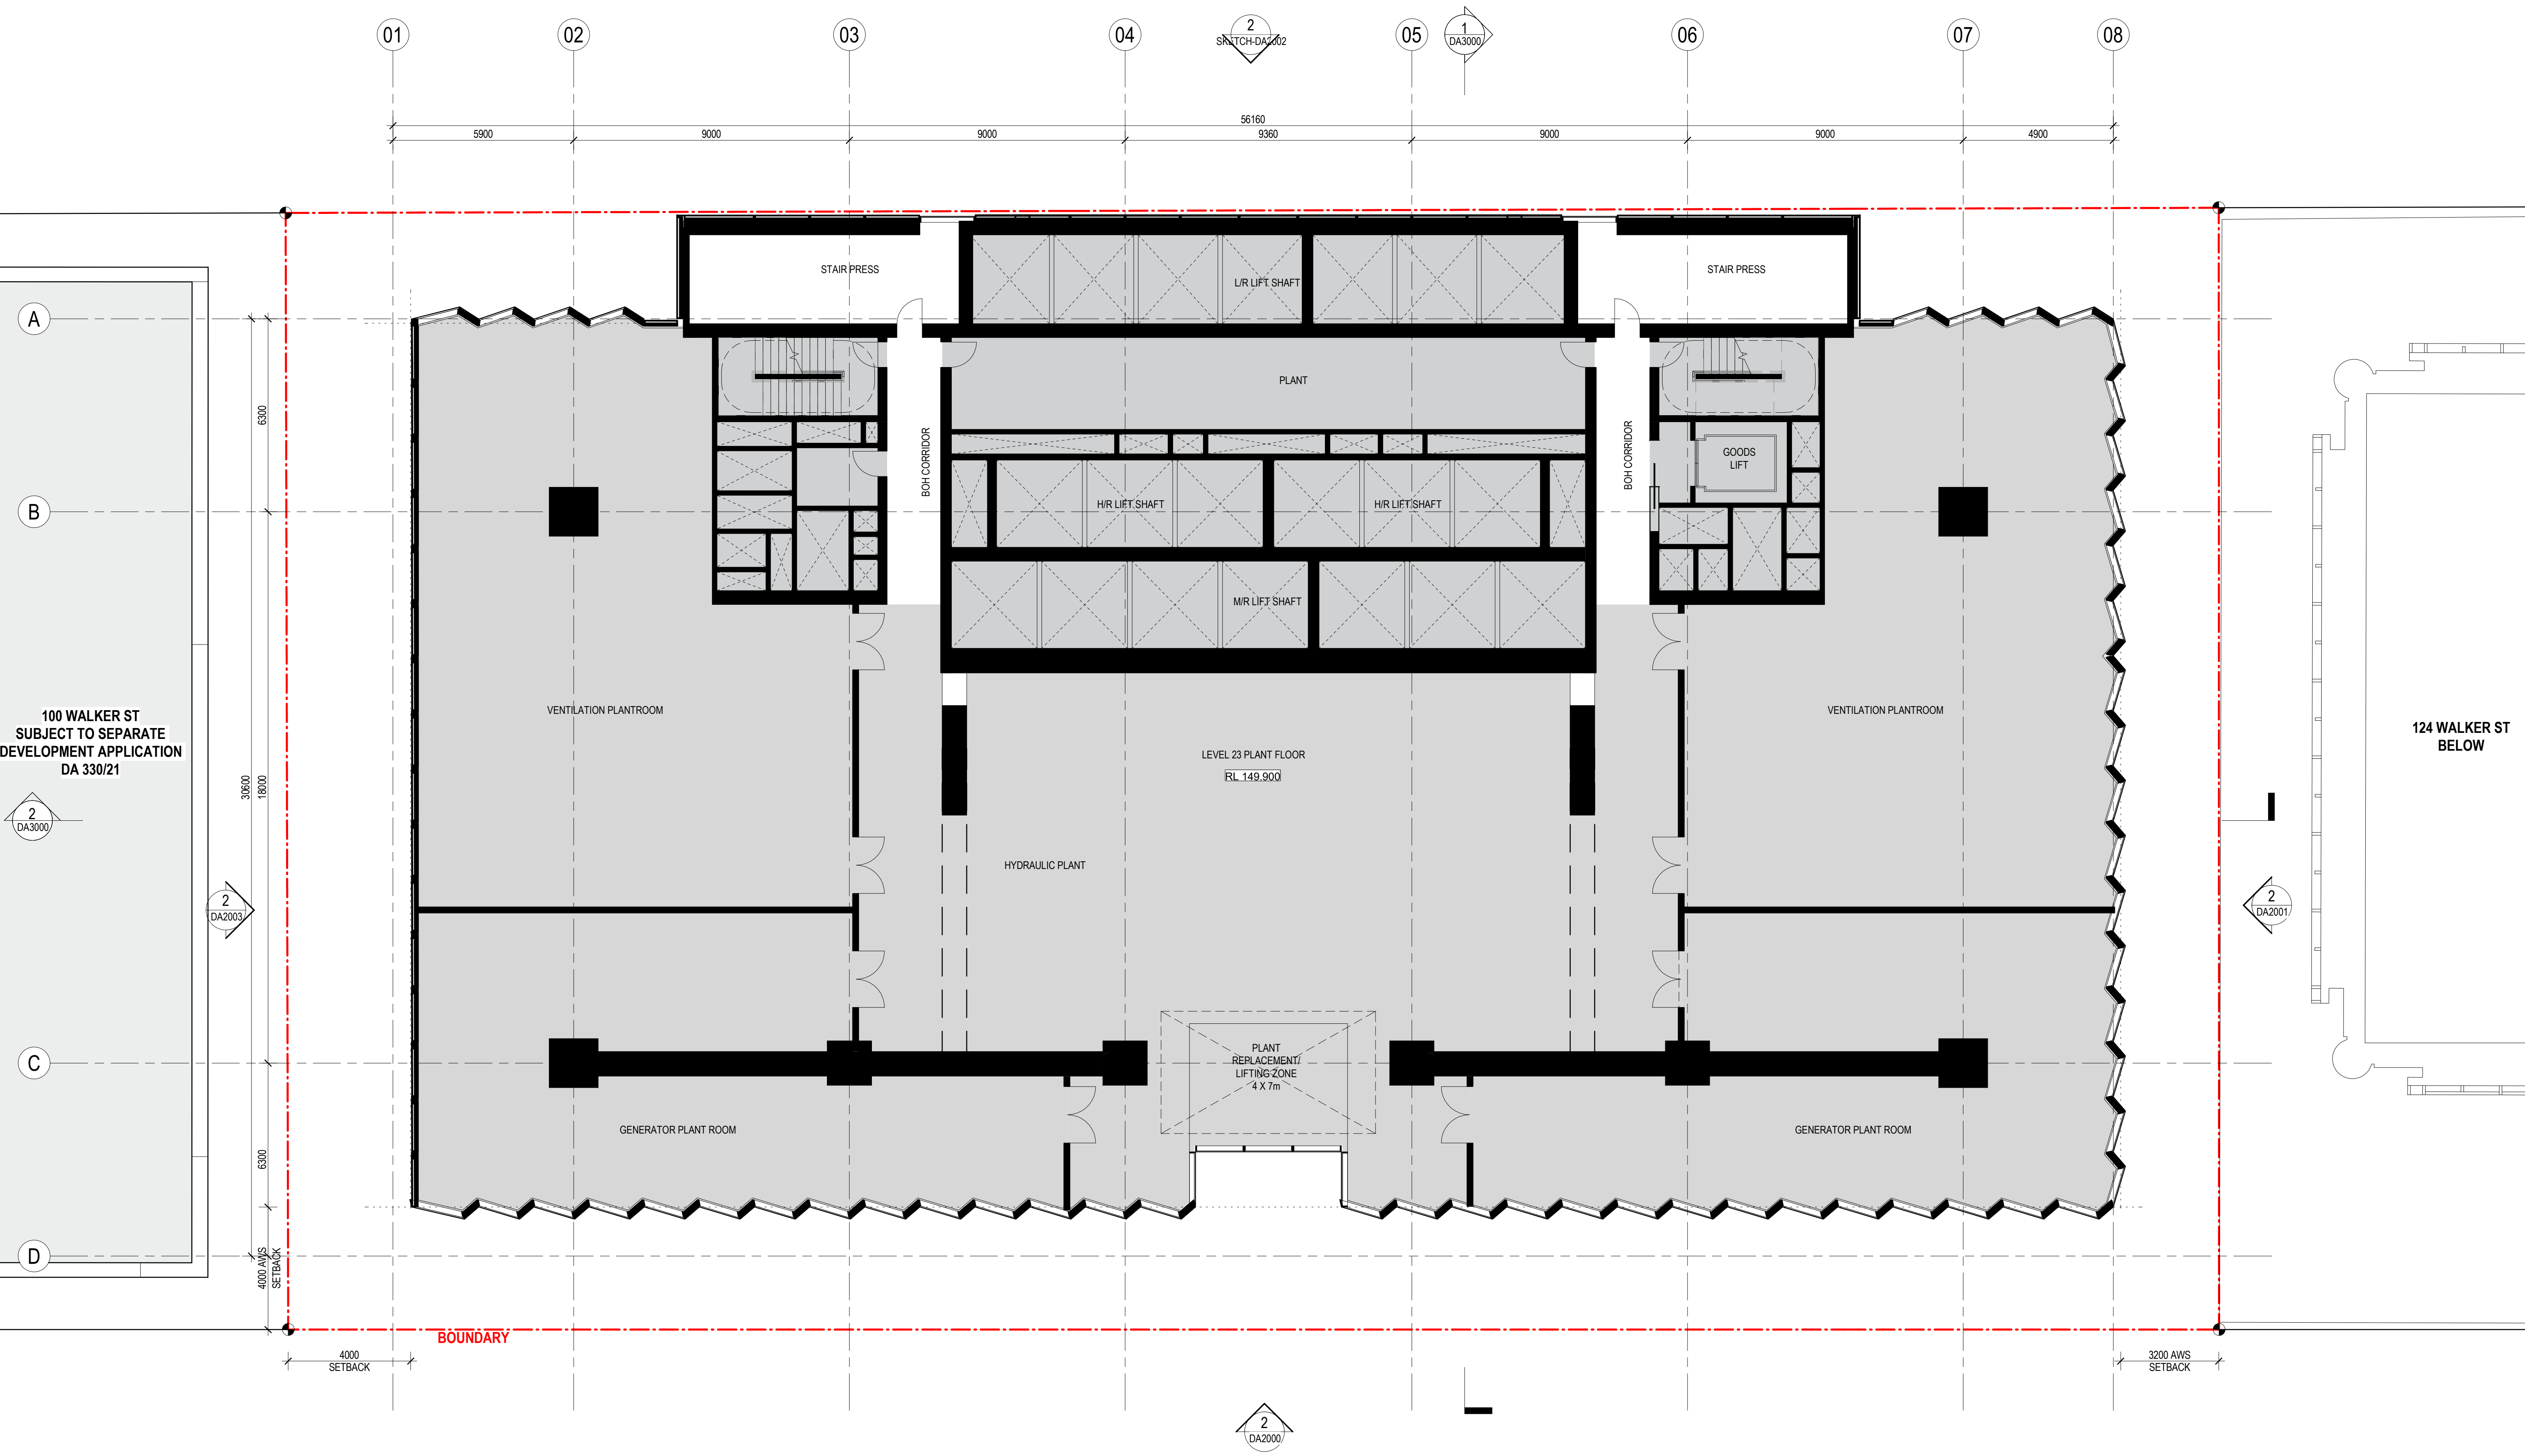 01
02
03
04
2
SKETCH-DA2002
05
1
DA3000
06
07
08
56160
5900
9000
9000
9360
9000
9000
4900
STAIR PRESS
L/R LIFT SHAFT
STAIR PRESS
A
6300
PLANT
BOH CORRIDOR
BOH CORRIDOR
GOODS
LIFT
B
H/R LIFT SHAFT
H/R LIFT SHAFT
M/R LIFT SHAFT
100 WALKER ST
SUBJECT TO SEPARATE
DEVELOPMENT APPLICATION
DA 330/21
VENTILATION PLANTROOM
VENTILATION PLANTROOM
124 WALKER ST
BELOW
LEVEL 23 PLANT FLOOR
RL 149.900
30600
18000
2
DA3000
HYDRAULIC PLANT
2
DA2003
2
DA2001
C
PLANT
REPLACEMENT/
LIFTING ZONE
4 X 7m
GENERATOR PLANT ROOM
GENERATOR PLANT ROOM
6300
D
4000 AWS
SETBACK
BOUNDARY
4000
SETBACK
3200 AWS
SETBACK
2
DA2000